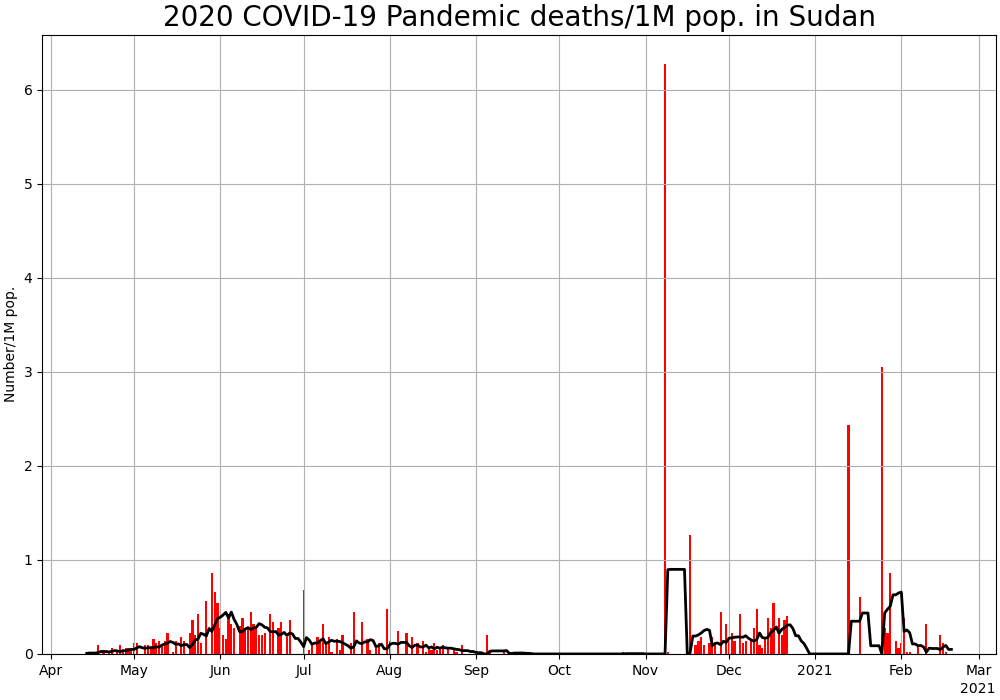 2020 COVID-19 Pandemic deaths/1M pop. in Sudan
Number/1M pop.
6
5
4
3
2
1
0
Apr May Jun Jul Aug Sep Oct Nov Dec 2021 Feb Mar
2021